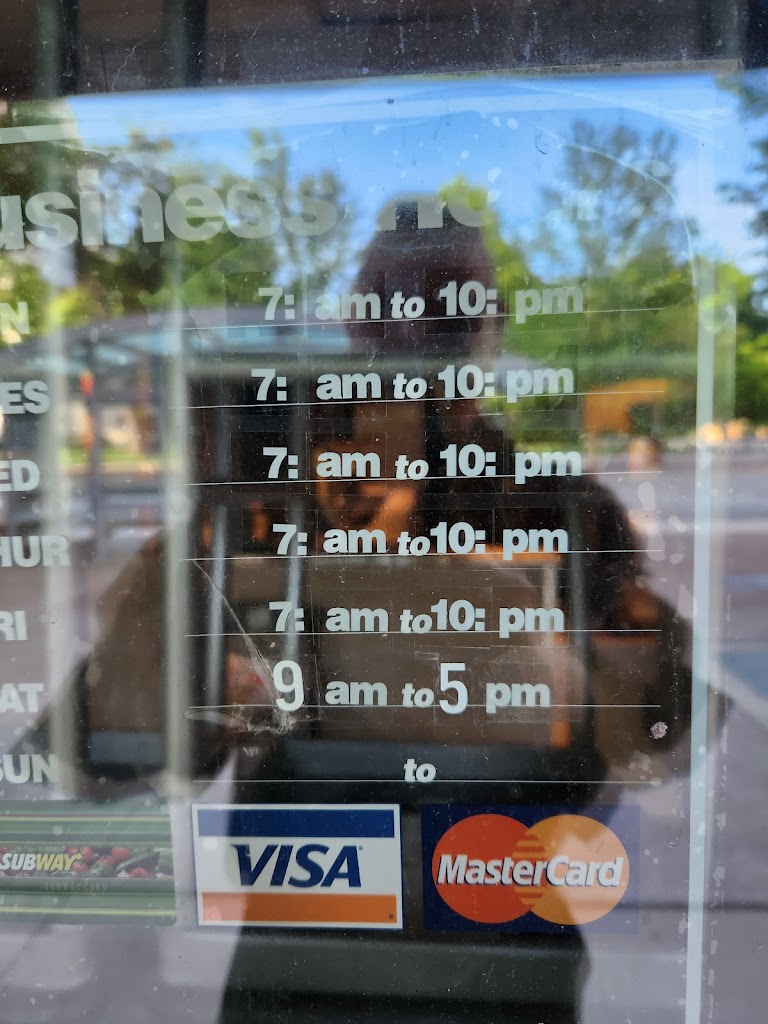 usiness Ho
N 7: am to 10: pm
ES 7: am to 10: pm
ED 7: am to 10: pm
HUR 7: am to 10: pm
RI 7: am to 10: pm
AT 9 am to 5 pm
SUN to
SUBWAY
VISA
MasterCard